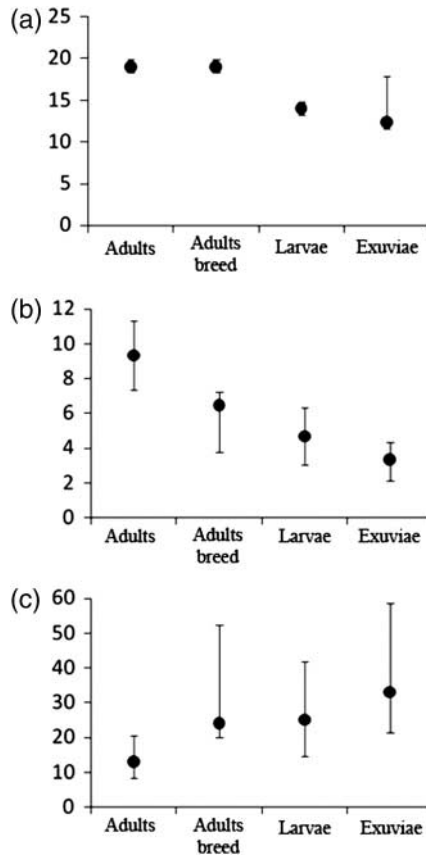 (a)
25
20
15
10
5
0
Adults
Adults breed
Larvae
Exuviae
(b)
12
10
8
6
4
2
0
Adults
Adults breed
Larvae
Exuviae
(c)
60
50
40
30
20
10
0
Adults
Adults breed
Larvae
Exuviae